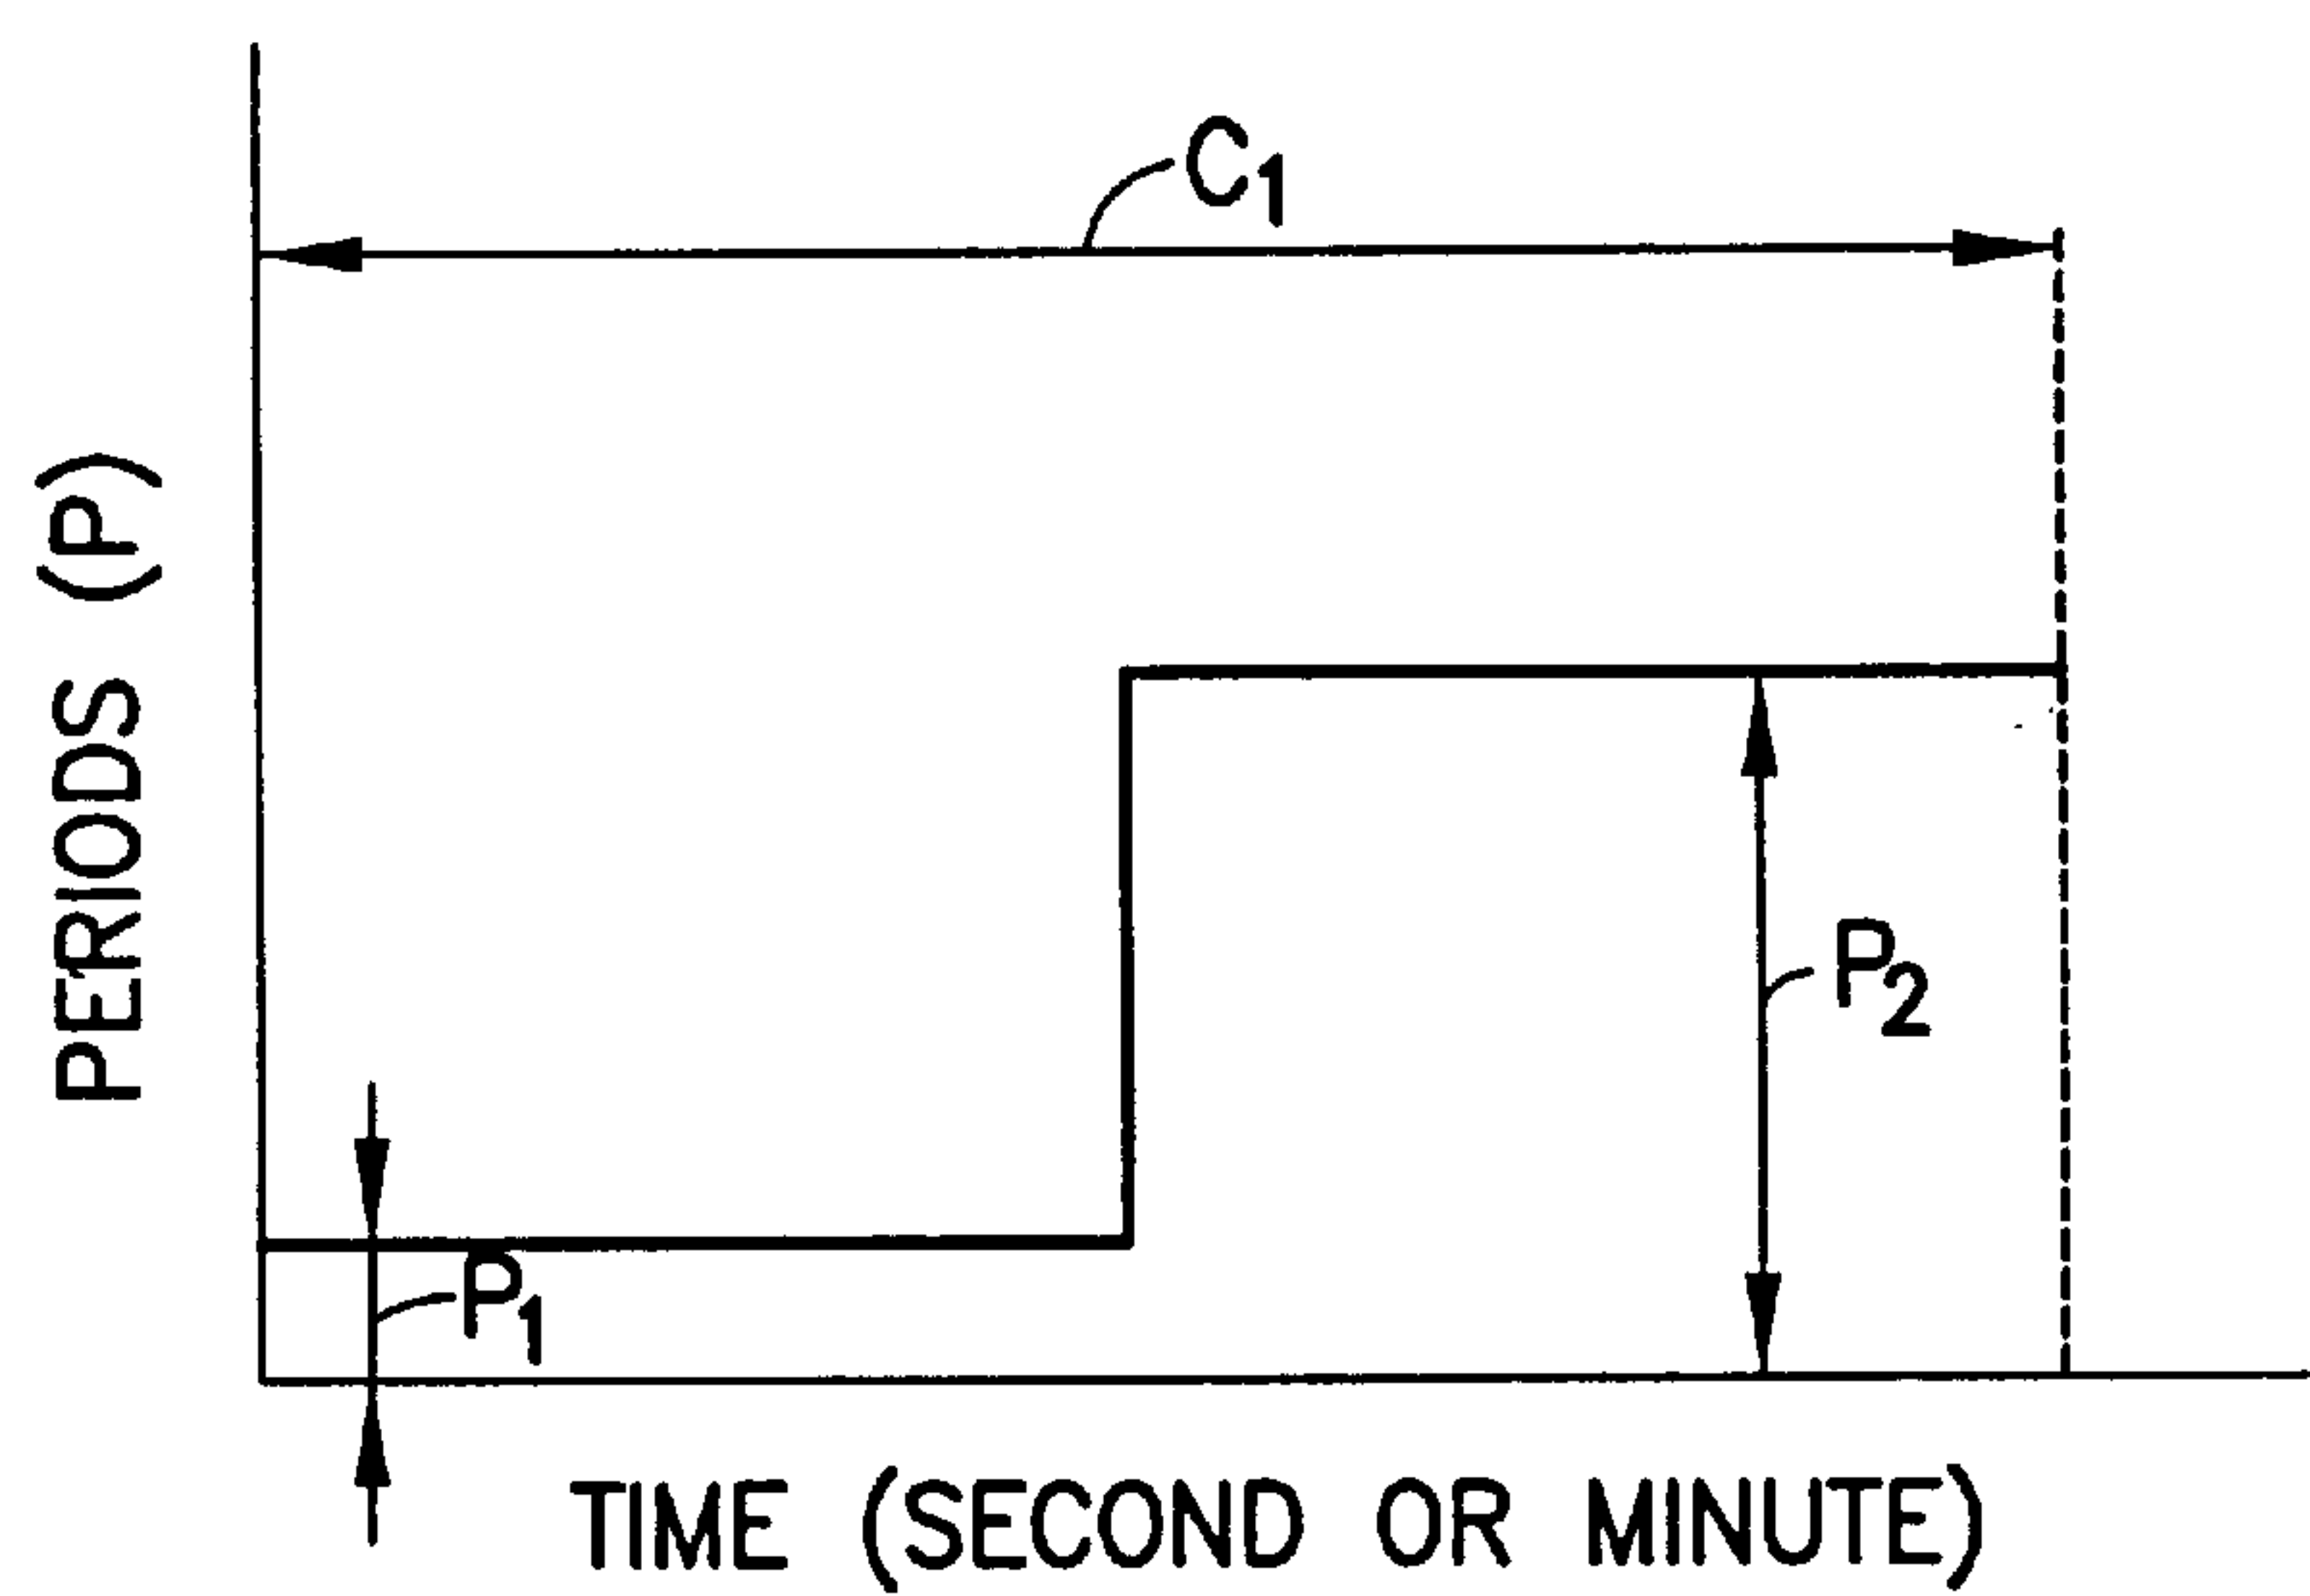 C1
PERIODS (P)
P2
P1
TIME (SECOND OR MINUTE)